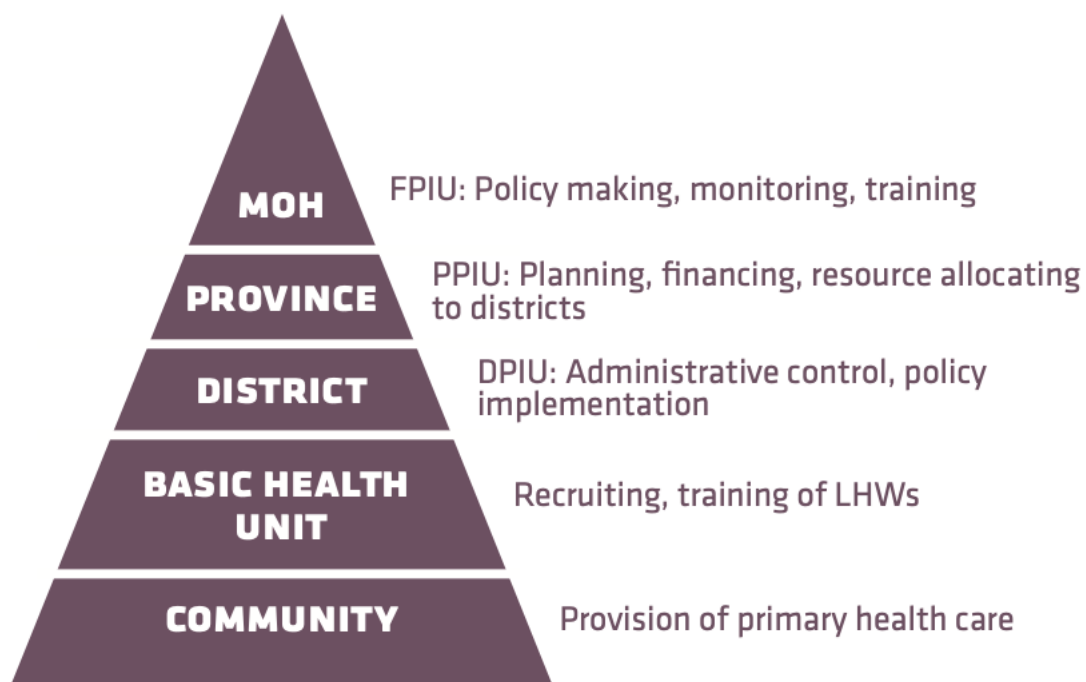 MOH
FPIU: Policy making, monitoring, training
PROVINCE
PPIU: Planning, financing, resource allocating
to districts
DISTRICT
DPIU: Administrative control, policy
implementation
BASIC HEALTH
UNIT
Recruiting, training of LHWs
COMMUNITY
Provision of primary health care